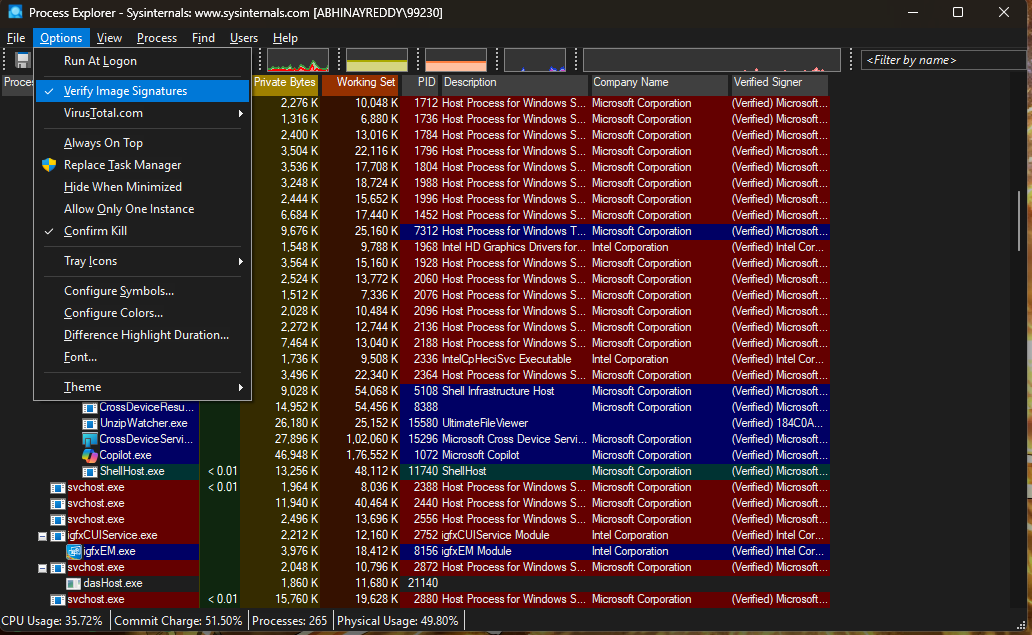 Process Explorer - Sysinternals: www.sysinternals.com [ABHINAYREDDY\99230]
File Options View Process Find Users Help
<Filter by name>
Run At Logon
Verify Image Signatures
VirusTotal.com
Always On Top
Replace Task Manager
Hide When Minimized
Allow Only One Instance
Confirm Kill
Tray Icons
Configure Symbols...
Configure Colors...
Difference Highlight Duration...
Font...
Theme
Proces Private Bytes Working Set PID Description Company Name Verified Signer
2,276 K 10,048 K 1712 Host Process for Windows S... Microsoft Corporation (Verified) Microsoft...
1,316 K 6,880 K 1736 Host Process for Windows S... Microsoft Corporation (Verified) Microsoft...
2,400 K 13,016 K 1784 Host Process for Windows S... Microsoft Corporation (Verified) Microsoft...
3,504 K 22,116 K 1796 Host Process for Windows S... Microsoft Corporation (Verified) Microsoft...
3,536 K 17,708 K 1804 Host Process for Windows S... Microsoft Corporation (Verified) Microsoft...
3,248 K 18,724 K 1988 Host Process for Windows S... Microsoft Corporation (Verified) Microsoft...
2,444 K 15,652 K 1996 Host Process for Windows S... Microsoft Corporation (Verified) Microsoft...
6,684 K 17,440 K 1452 Host Process for Windows S... Microsoft Corporation (Verified) Microsoft...
9,676 K 25,160 K 7312 Host Process for Windows T... Microsoft Corporation (Verified) Microsoft...
1,548 K 9,788 K 1968 Intel HD Graphics Drivers for... Intel Corporation (Verified) Intel Cor...
3,564 K 15,160 K 1928 Host Process for Windows S... Microsoft Corporation (Verified) Microsoft...
2,524 K 13,772 K 2060 Host Process for Windows S... Microsoft Corporation (Verified) Microsoft...
1,512 K 7,336 K 2076 Host Process for Windows S... Microsoft Corporation (Verified) Microsoft...
2,028 K 10,484 K 2096 Host Process for Windows S... Microsoft Corporation (Verified) Microsoft...
2,272 K 12,744 K 2136 Host Process for Windows S... Microsoft Corporation (Verified) Microsoft...
7,464 K 13,040 K 2188 Host Process for Windows S... Microsoft Corporation (Verified) Microsoft...
1,736 K 9,508 K 2336 IntelCpHeciSvc Executable Intel Corporation (Verified) Intel Cor...
3,496 K 22,340 K 2364 Host Process for Windows S... Microsoft Corporation (Verified) Microsoft...
9,028 K 54,068 K 5108 Shell Infrastructure Host Microsoft Corporation (Verified) Microsoft...
CrossDeviceResu... 14,952 K 54,456 K 8388 Microsoft Corporation (Verified) Microsoft...
UnzipWatcher.exe 26,180 K 25,152 K 15580 UltimateFileViewer (Verified) 184C0A...
CrossDeviceServi... 27,896 K 1,02,060 K 15296 Microsoft Cross Device Servi... Microsoft Corporation (Verified) Microsoft...
Copilot.exe 46,948 K 1,76,552 K 1072 Microsoft Copilot Microsoft Corporation (Verified) Microsoft...
ShellHost.exe < 0.01 13,256 K 48,112 K 11740 ShellHost Microsoft Corporation (Verified) Microsoft...
svchost.exe < 0.01 1,964 K 8,036 K 2388 Host Process for Windows S... Microsoft Corporation (Verified) Microsoft...
svchost.exe 11,940 K 40,464 K 2440 Host Process for Windows S... Microsoft Corporation (Verified) Microsoft...
svchost.exe 2,496 K 13,696 K 2556 Host Process for Windows S... Microsoft Corporation (Verified) Microsoft...
igfxCUIService.exe 2,212 K 12,160 K 2752 igfxCUIService Module Intel Corporation (Verified) Intel Cor...
igfxEM.exe 3,976 K 18,412 K 8156 igfxEM Module Intel Corporation (Verified) Intel Cor...
svchost.exe 2,048 K 10,796 K 2872 Host Process for Windows S... Microsoft Corporation (Verified) Microsoft...
dasHost.exe 1,860 K 11,680 K 21140
svchost.exe < 0.01 15,760 K 19,628 K 2880 Host Process for Windows S... Microsoft Corporation (Verified) Microsoft...
CPU Usage: 35.72% Commit Charge: 51.50% Processes: 265 Physical Usage: 49.80%